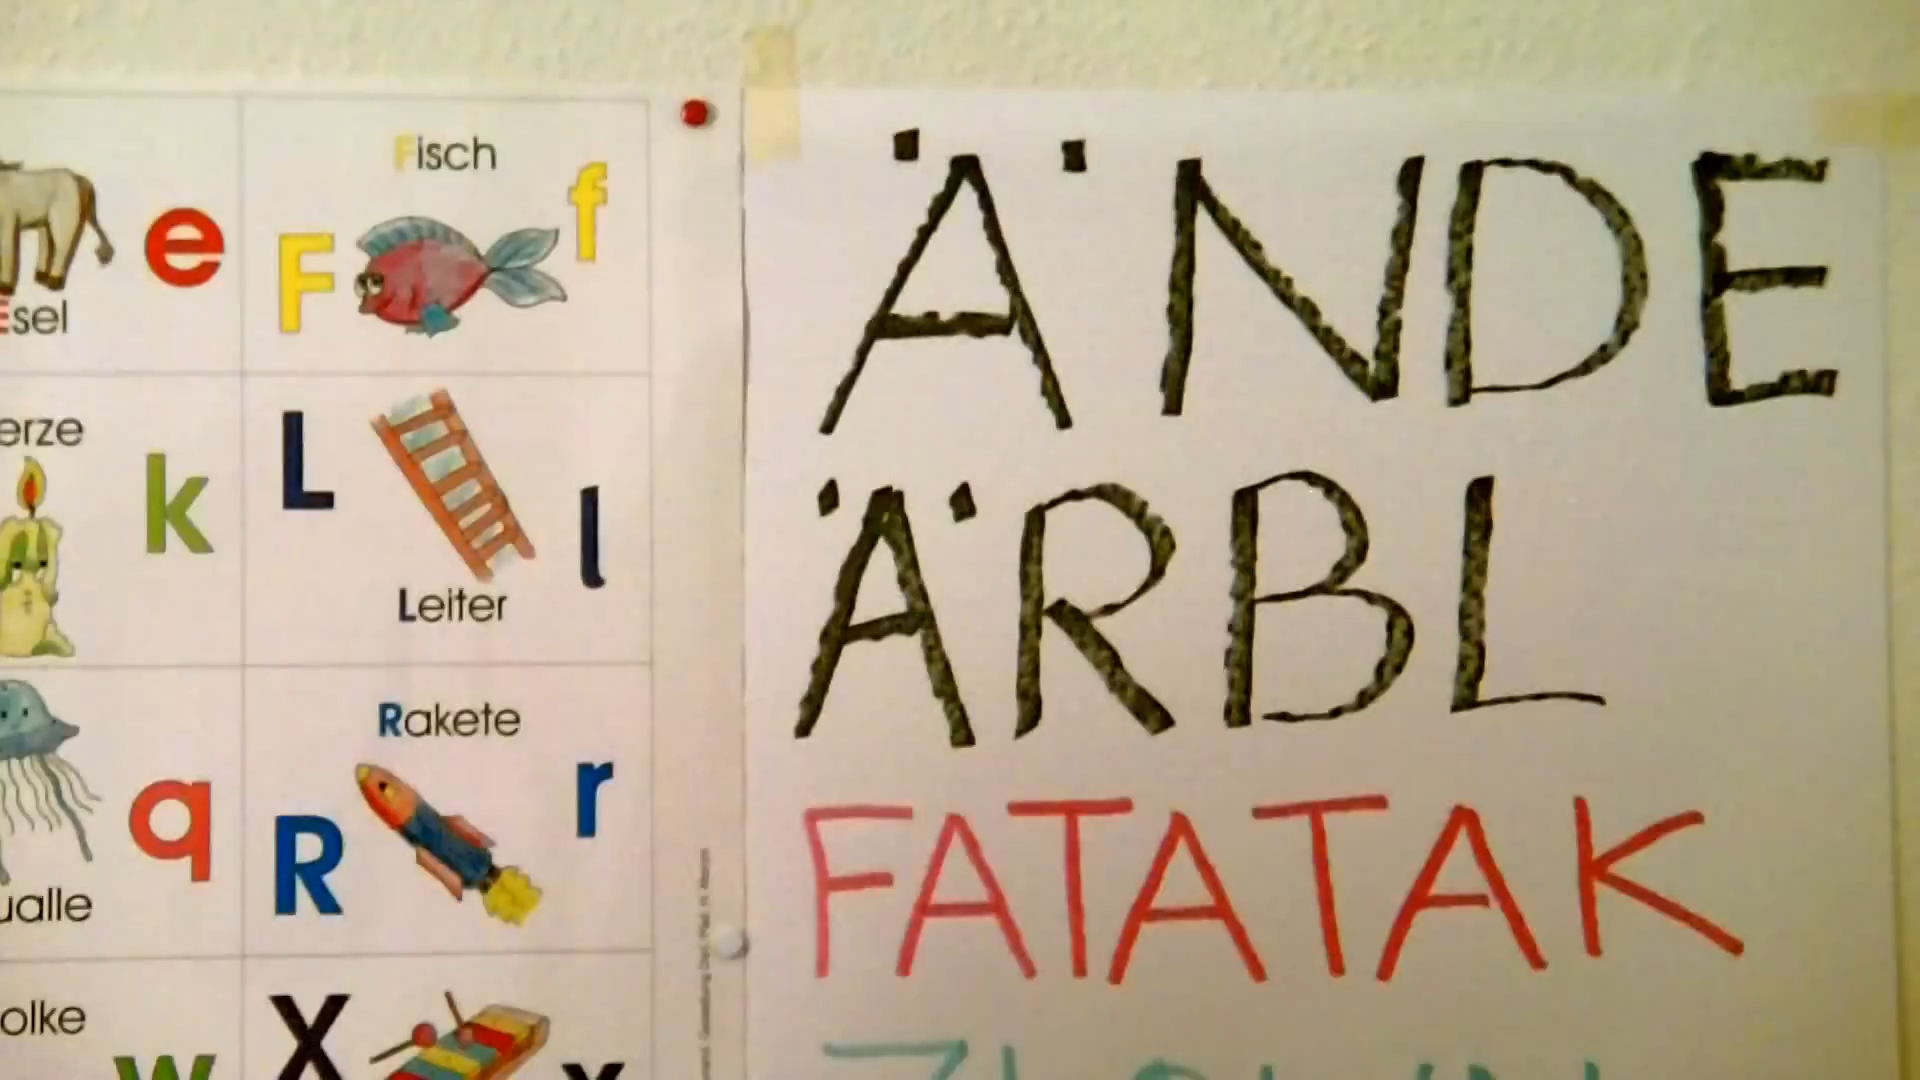 e
Esel
Fisch
F f
erze
k
L l
Leiter
q
ualle
Rakete
R r
olke
w
X x
ÄNDE
ÄRBL
FATATAK